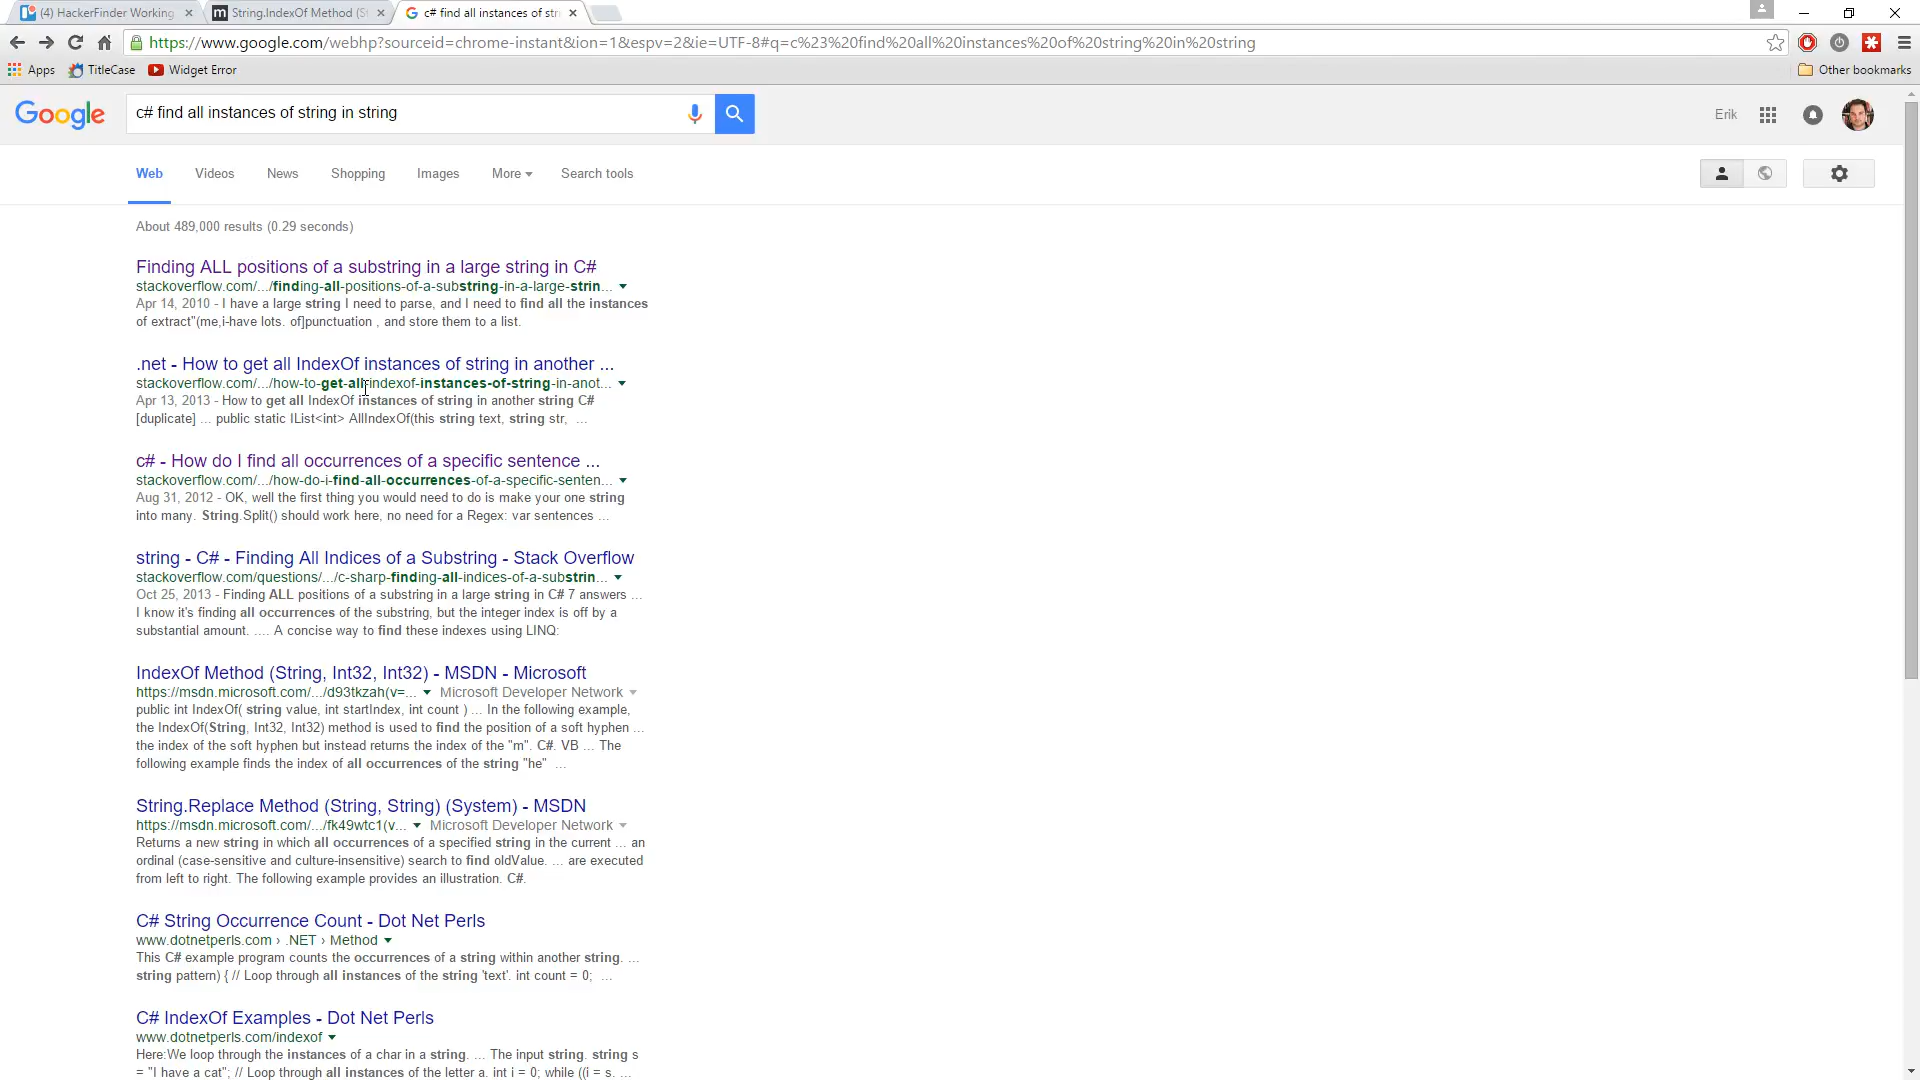 (4) HackerFinder Working
String.IndexOf Method (S
c# find all instances of stri
https://www.google.com/webhp?sourceid=chrome-instant&ion=1&espv=2&ie=UTF-8#q=c%23%20find%20all%20instances%20of%20string%20in%20string
Apps TitleCase Widget Error Other bookmarks
Google c# find all instances of string in string Erik
Web Videos News Shopping Images More Search tools
About 489,000 results (0.29 seconds)
Finding ALL positions of a substring in a large string in C#
stackoverflow.com/.../finding-all-positions-of-a-substring-in-a-large-strin...
Apr 14, 2010 - I have a large string I need to parse, and I need to find all the instances
of extract"(me,i-have lots. of]punctuation , and store them to a list.
.net - How to get all IndexOf instances of string in another ...
stackoverflow.com/.../how-to-get-all-indexof-instances-of-string-in-anot...
Apr 13, 2013 - How to get all IndexOf instances of string in another string C#
[duplicate] ... public static IList<int> AllIndexOf(this string text, string str, ...
c# - How do I find all occurrences of a specific sentence ...
stackoverflow.com/.../how-do-i-find-all-occurrences-of-a-specific-senten...
Aug 31, 2012 - OK, well the first thing you would need to do is make your one string
into many. String.Split() should work here, no need for a Regex: var sentences ...
string - C# - Finding All Indices of a Substring - Stack Overflow
stackoverflow.com/questions/.../c-sharp-finding-all-indices-of-a-substrin...
Oct 25, 2013 - Finding ALL positions of a substring in a large string in C# 7 answers ...
I know it's finding all occurrences of the substring, but the integer index is off by a
substantial amount. .... A concise way to find these indexes using LINQ:
IndexOf Method (String, Int32, Int32) - MSDN - Microsoft
https://msdn.microsoft.com/.../d93tkzah(v=... Microsoft Developer Network
public int IndexOf( string value, int startIndex, int count ) ... In the following example,
the IndexOf(String, Int32, Int32) method is used to find the position of a soft hyphen ...
the index of the soft hyphen but instead returns the index of the "m". C#. VB ... The
following example finds the index of all occurrences of the string "he" ...
String.Replace Method (String, String) (System) - MSDN
https://msdn.microsoft.com/.../fk49wtc1(v... Microsoft Developer Network
Returns a new string in which all occurrences of a specified string in the current ... an
ordinal (case-sensitive and culture-insensitive) search to find oldValue. ... are executed
from left to right. The following example provides an illustration. C#.
C# String Occurrence Count - Dot Net Perls
www.dotnetperls.com › .NET › Method
This C# example program counts the occurrences of a string within another string. ...
string pattern) { // Loop through all instances of the string 'text'. int count = 0; ...
C# IndexOf Examples - Dot Net Perls
www.dotnetperls.com/indexof
Here:We loop through the instances of a char in a string. ... The input string. string s
= "I have a cat"; // Loop through all instances of the letter a. int i = 0; while ((i = s. ...